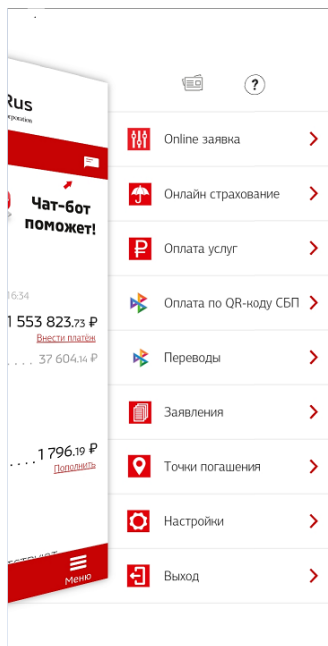 Rus
Чат-бот
поможет!
16:34
1 553 823.73 ₽
Внести платёж
37 604.14 ₽
1 796.19 ₽
Пополнить
Меню
?
Online заявка
Онлайн страхование
Оплата услуг
Оплата по QR-коду СБП
Переводы
Заявления
Точки погашения
Настройки
Выход